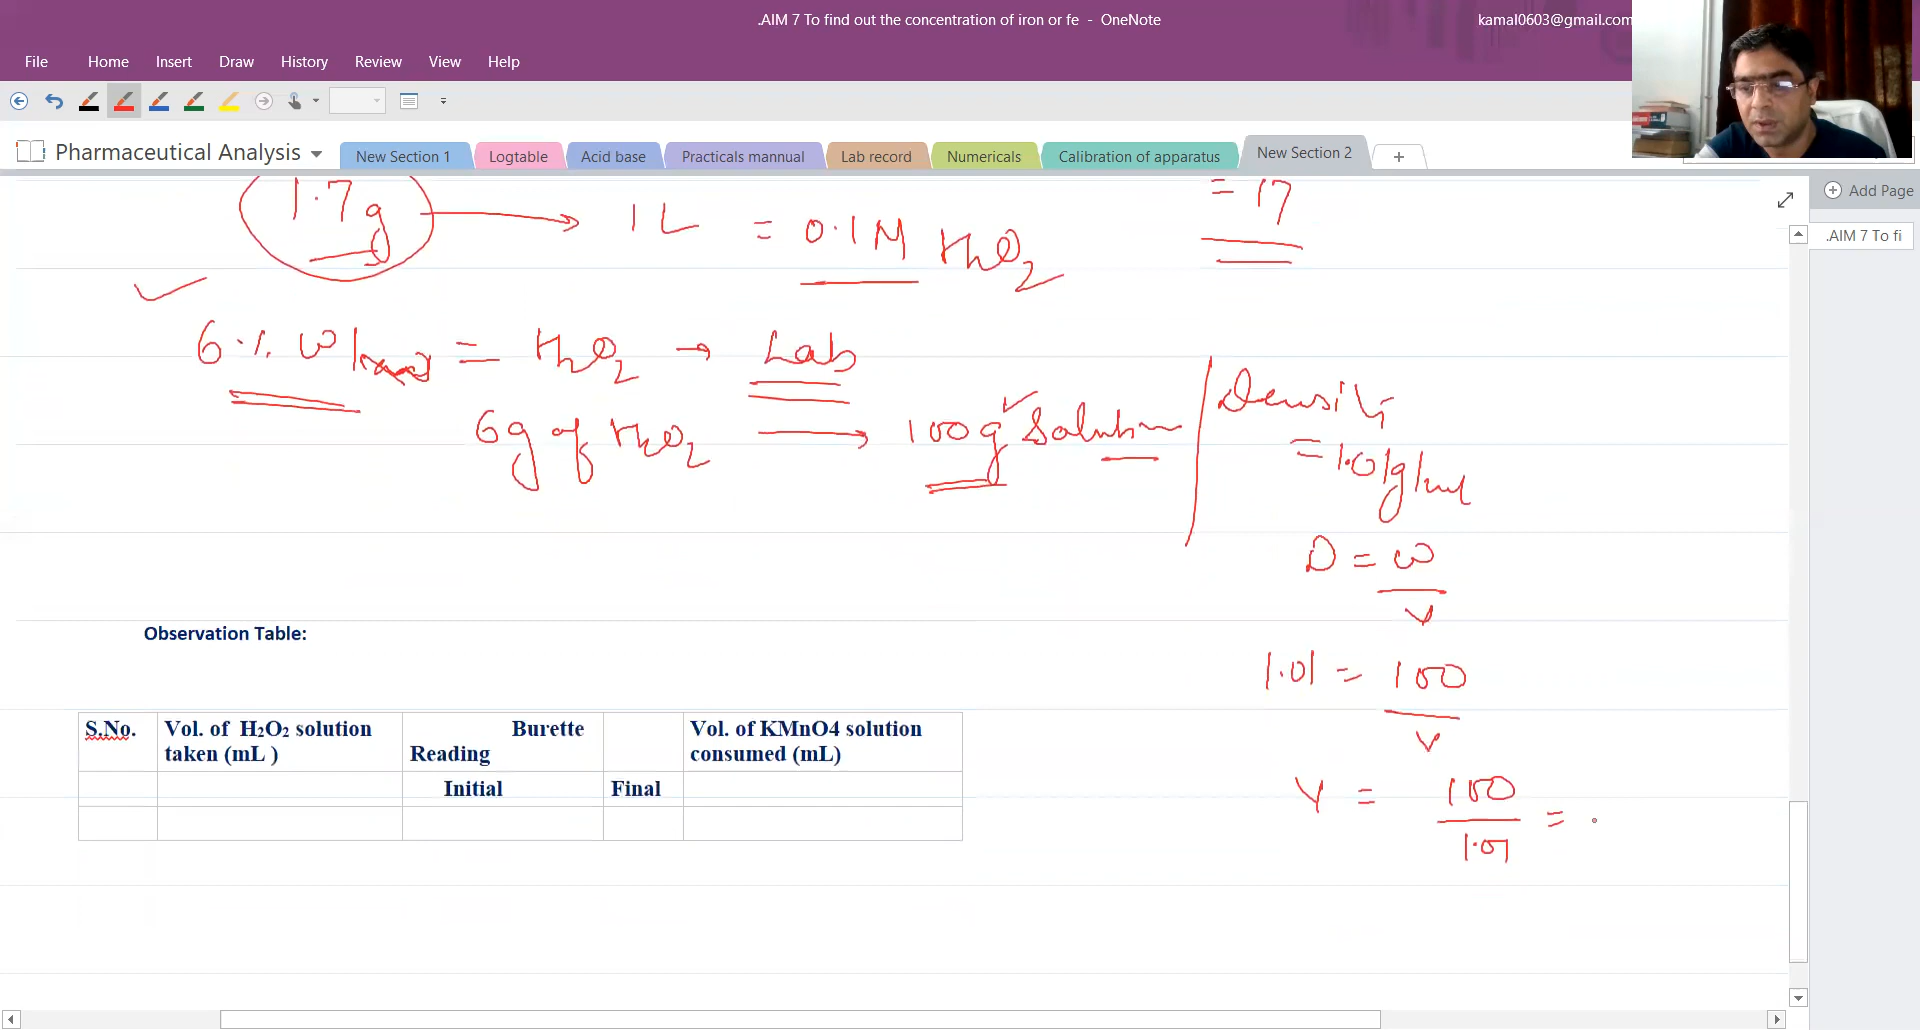 .AIM 7 To find out the concentration of iron or fe - OneNote
kamal0603@gmail.com
File Home Insert Draw History Review View Help
Pharmaceutical Analysis
New Section 1 Logtable Acid base Practicals mannual Lab record Numericals Calibration of apparatus New Section 2 +
Add Page
.AIM 7 To fi
1.7 g → 1 L = 0.1 M H2O2
= 17
6 % w/ = H2O2 → Lab
6g of H2O2 → 100g Solution
Density
= 1.01 g/ml
D = w
V
1.01 = 100
V
V = 100
1.01 =
Observation Table:
S.No. Vol. of H₂O₂ solution taken (mL ) Burette Reading Vol. of KMnO4 solution consumed (mL)
Initial Final